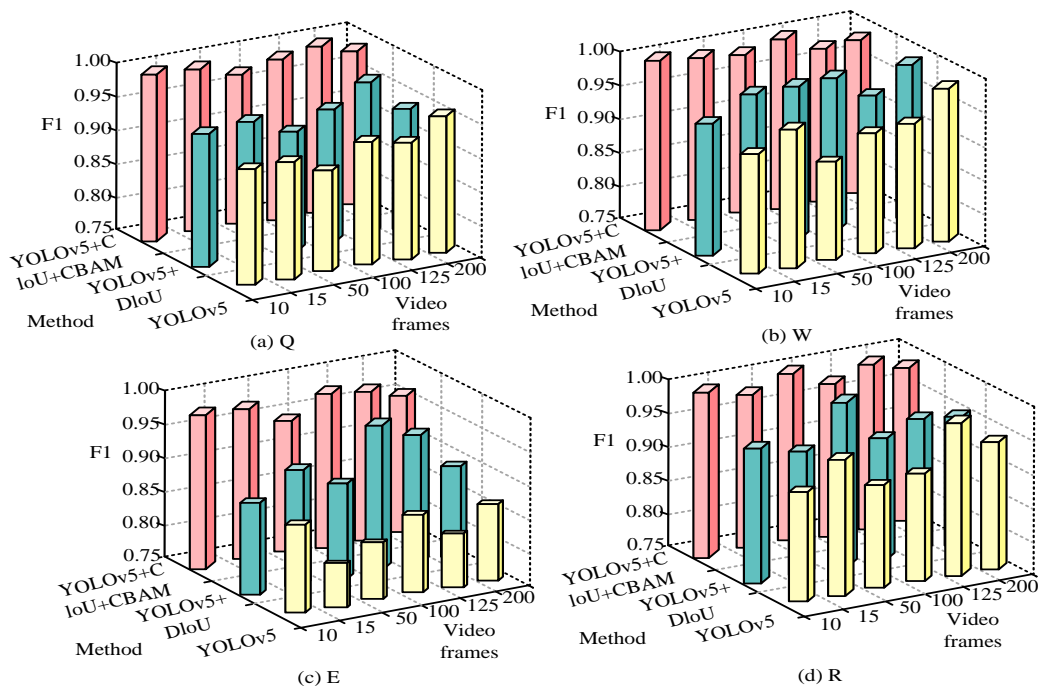 1.00
0.95
F1
0.90
0.85
0.80
0.75
YOLOv5+C
loU+CBAM
YOLOv5+
DIoU
YOLOv5
Method
10
15
50
100
125
200
Video
frames
(a) Q
1.00
0.95
F1
0.90
0.85
0.80
0.75
YOLOv5+C
loU+CBAM
YOLOv5+
DIoU
YOLOv5
Method
10
15
50
100
125
200
Video
frames
(b) W
1.00
0.95
F1
0.90
0.85
0.80
0.75
YOLOv5+C
loU+CBAM
YOLOv5+
DIoU
YOLOv5
Method
10
15
50
100
125
200
Video
frames
(c) E
1.00
0.95
F1
0.90
0.85
0.80
0.75
YOLOv5+C
loU+CBAM
YOLOv5+
DIoU
YOLOv5
Method
10
15
50
100
125
200
Video
frames
(d) R